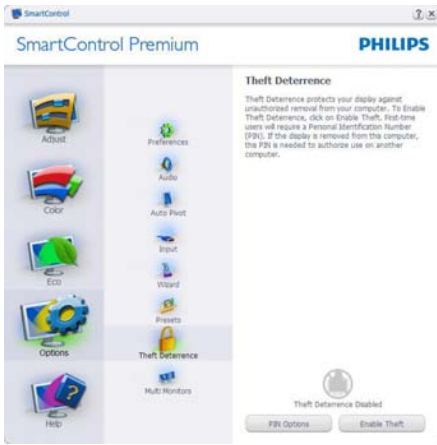 SmartControl
SmartControl Premium
PHILIPS
Adjust
Color
Eco
Options
Help
Preferences
Audio
Auto Pivot
Input
Wizard
Presets
Theft Deterrence
Multi Monitors
Theft Deterrence
Theft Deterrence protects your display against
unauthorized removal from your computer. To Enable
Theft Deterrence, click on Enable Theft. First-time
users will require a Personal Identification Number
(PIN). If the display is removed from this computer,
this PIN is needed to authorize use on another
computer.
Theft Deterrence Disabled
PIN Options
Enable Theft